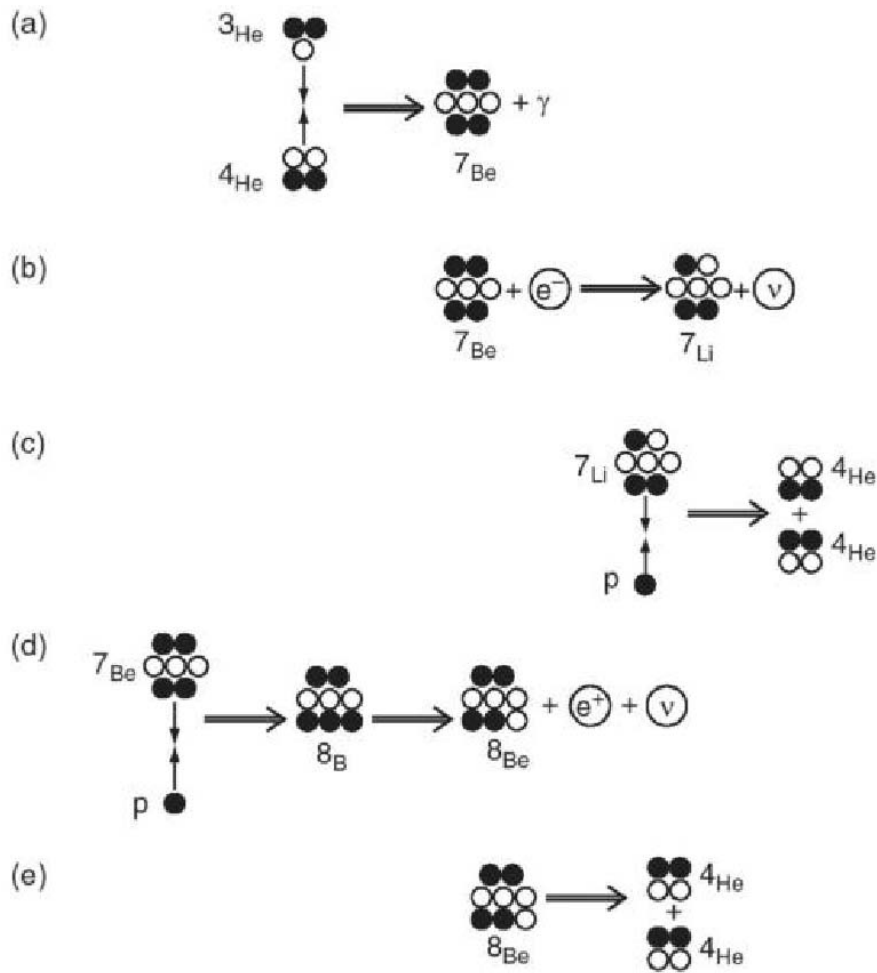 (a)
3He
4He
7Be
+ γ
(b)
7Be
+ e⁻
7Li
+ ν
(c)
7Li
p
4He
+
4He
(d)
7Be
p
8B
8Be
+ e⁺ + ν
(e)
8Be
4He
+
4He